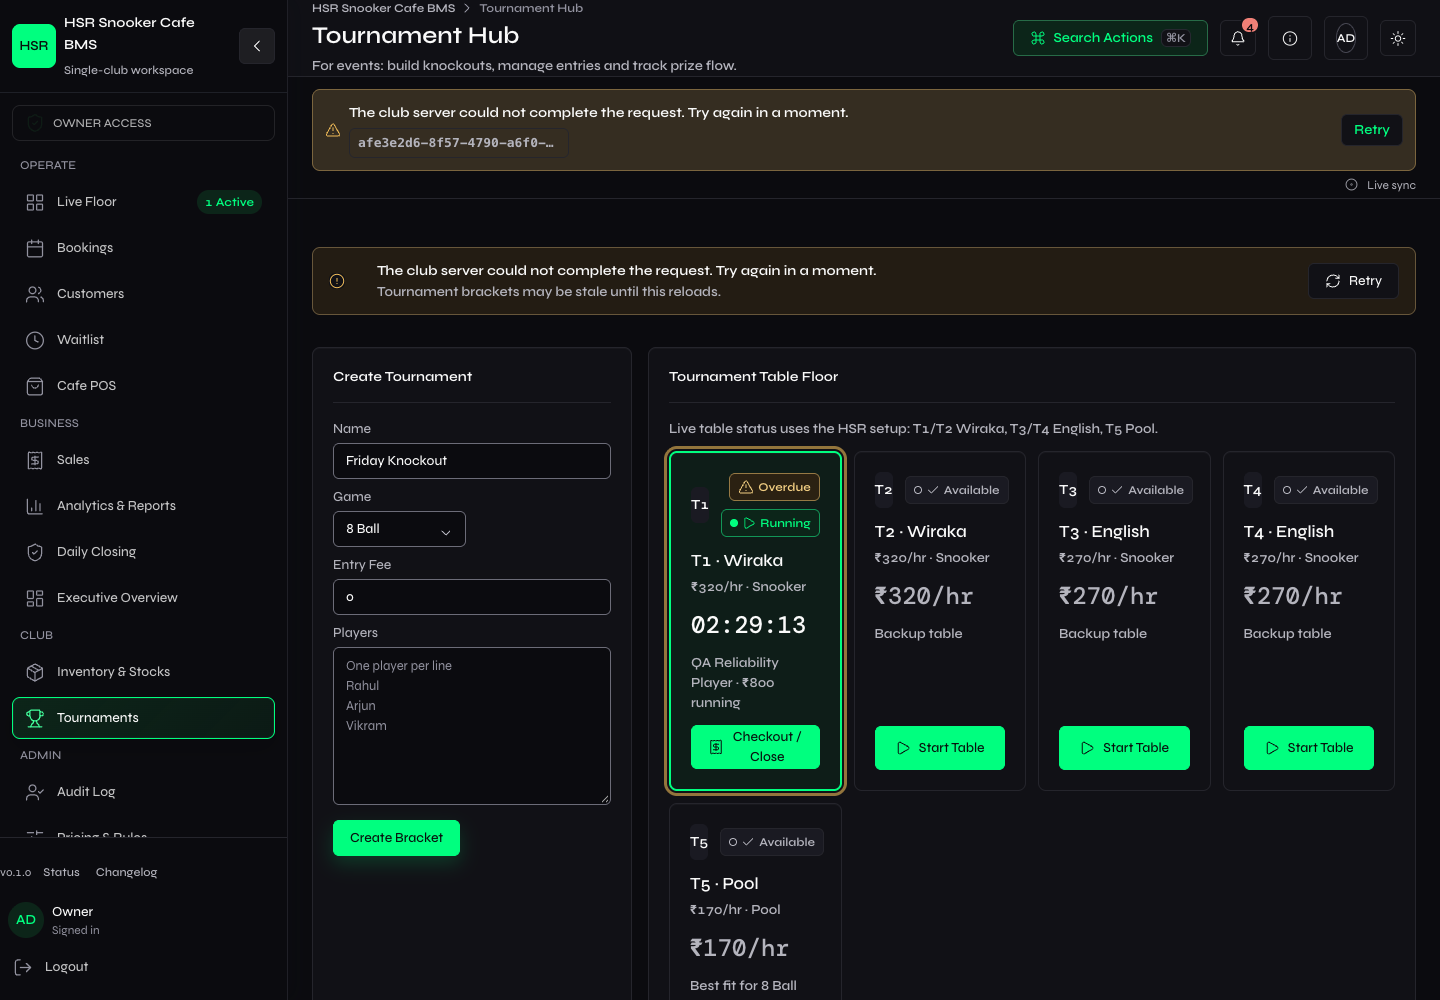 HSR
HSR Snooker Cafe
BMS
Single-club workspace
OWNER ACCESS
OPERATE
Live Floor
1 Active
Bookings
Customers
Waitlist
Cafe POS
BUSINESS
Sales
Analytics & Reports
Daily Closing
Executive Overview
CLUB
Inventory & Stocks
Tournaments
ADMIN
Audit Log
Pricing & Rules
v0.1.0
Status
Changelog
AD
Owner
Signed in
Logout
HSR Snooker Cafe BMS
Tournament Hub
Tournament Hub
For events: build knockouts, manage entries and track prize flow.
Search Actions ⌘K
4
AD
The club server could not complete the request. Try again in a moment.
afe3e2d6-8f57-4790-a6f0-…
Retry
Live sync
The club server could not complete the request. Try again in a moment.
Tournament brackets may be stale until this reloads.
Retry
Create Tournament
Name
Friday Knockout
Game
8 Ball
Entry Fee
0
Players
One player per line
Rahul
Arjun
Vikram
Create Bracket
Tournament Table Floor
Live table status uses the HSR setup: T1/T2 Wiraka, T3/T4 English, T5 Pool.
T1
Overdue
Running
T1 · Wiraka
₹320/hr · Snooker
02:29:13
QA Reliability
Player · ₹800
running
Checkout /
Close
T2
Available
T2 · Wiraka
₹320/hr · Snooker
₹320/hr
Backup table
Start Table
T3
Available
T3 · English
₹270/hr · Snooker
₹270/hr
Backup table
Start Table
T4
Available
T4 · English
₹270/hr · Snooker
₹270/hr
Backup table
Start Table
T5
Available
T5 · Pool
₹170/hr · Pool
₹170/hr
Best fit for 8 Ball